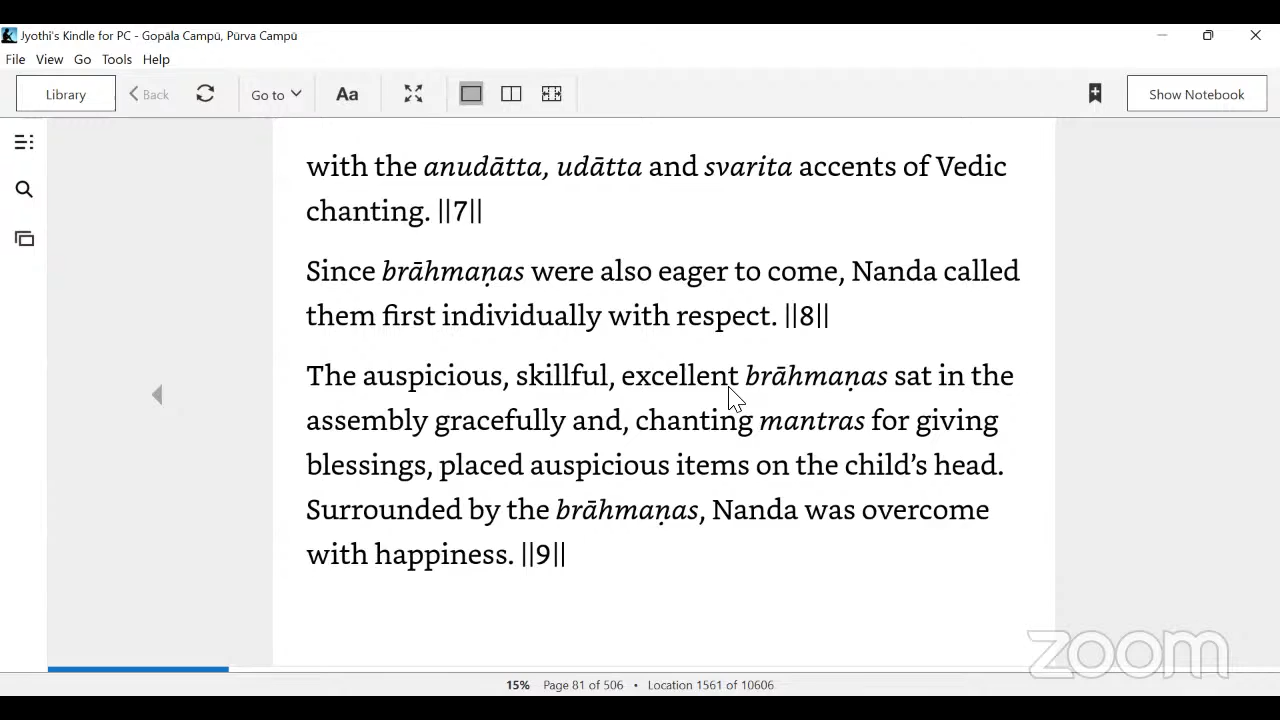 Jyothi's Kindle for PC - Gopāla Campū, Pūrva Campū
File View Go Tools Help
Library Back Go to Aa Show Notebook
with the anudātta, udātta and svarita accents of Vedic
chanting. ||7||
Since brāhmaṇas were also eager to come, Nanda called
them first individually with respect. ||8||
The auspicious, skillful, excellent brāhmaṇas sat in the
assembly gracefully and, chanting mantras for giving
blessings, placed auspicious items on the child’s head.
Surrounded by the brāhmaṇas, Nanda was overcome
with happiness. ||9||
zoom
15% Page 81 of 506 • Location 1561 of 10606